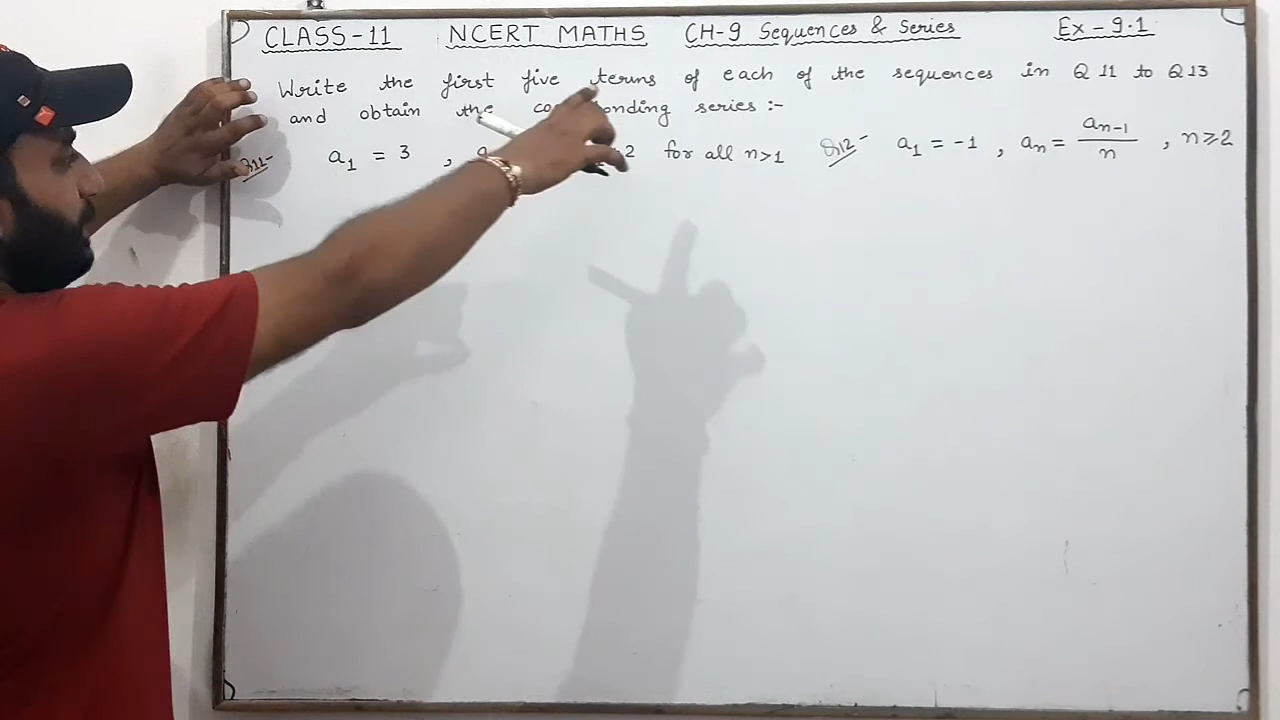 CLASS-11 NCERT MATHS CH-9 Sequences & Series Ex-9.1
Write the first five terms of each of the sequences in Q 11 to Q 13
and obtain the series :-
Q.11- a₁ = 3 , 2 for all n>1 Q.12- a₁ = -1 , aₙ = aₙ₋₁/n , n≥2